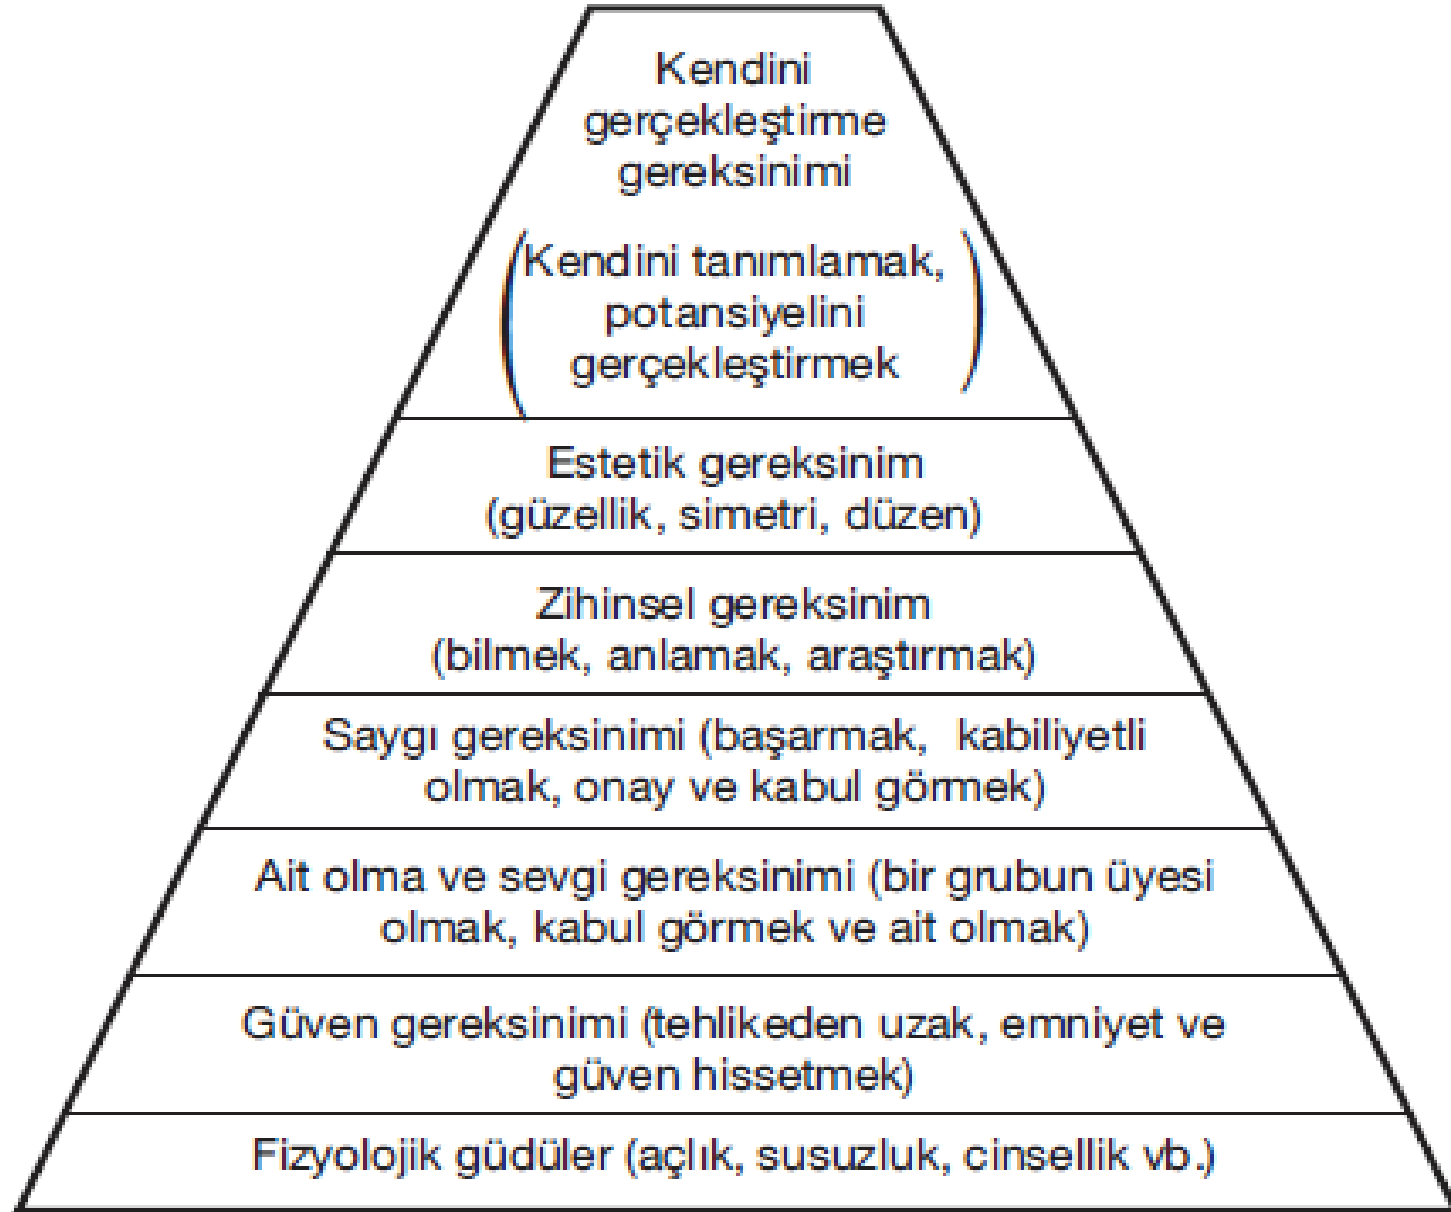 Kendini
gerçekleştirme
gereksinimi
(Kendini tanımlamak,
potansiyelini
gerçekleştirmek)
Estetik gereksinim
(güzellik, simetri, düzen)
Zihinsel gereksinim
(bilmek, anlamak, araştırmak)
Saygı gereksinimi (başarmak, kabiliyetli
olmak, onay ve kabul görmek)
Ait olma ve sevgi gereksinimi (bir grubun üyesi
olmak, kabul görmek ve ait olmak)
Güven gereksinimi (tehlikeden uzak, emniyet ve
güven hissetmek)
Fizyolojik güdüler (açlık, susuzluk, cinsellik vb.)